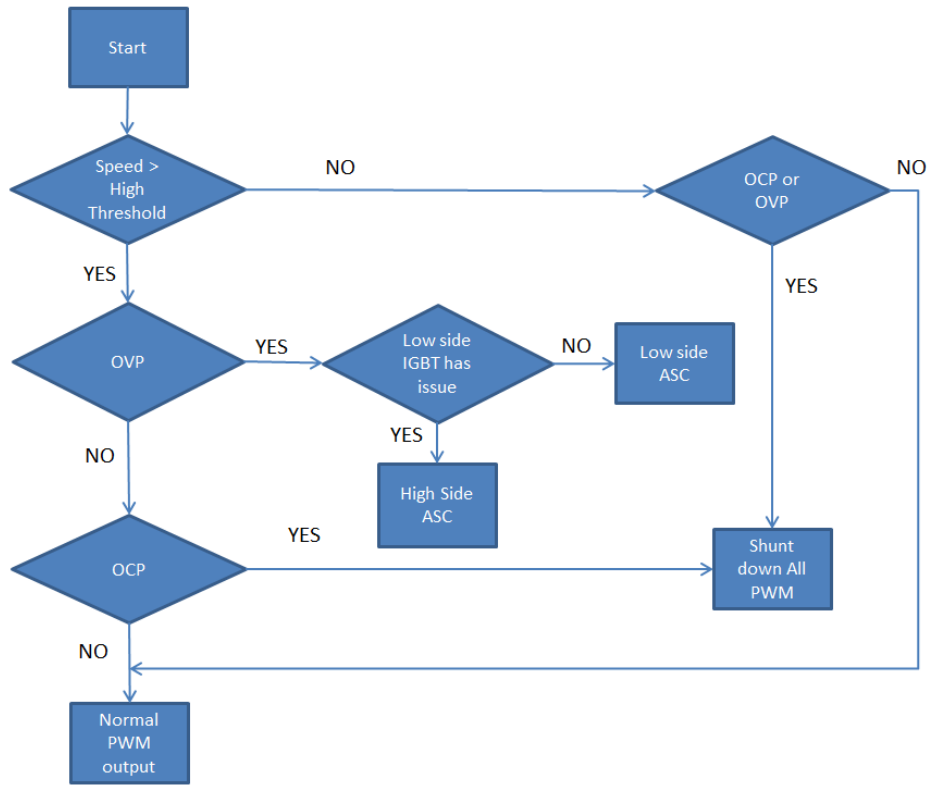 Start
Speed >
High
Threshold
NO
OCP or
OVP
NO
YES
YES
OVP
YES
Low side
IGBT has
issue
NO
Low side
ASC
YES
NO
High Side
ASC
OCP
YES
Shunt
down All
PWM
NO
Normal
PWM
output